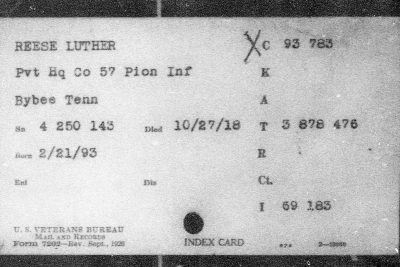 REESE LUTHER X C 93 783
Pvt Hq Co 57 Pion Inf K
Bybee Tenn A
Sn 4 250 143 Died 10/27/18 T 3 878 476
Born 2/21/93 R
Enl Dis Ct.
I 69 183
U. S. VETERANS BUREAU
MAIL AND RECORDS
Form 7202—Rev. Sept., 1926 INDEX CARD